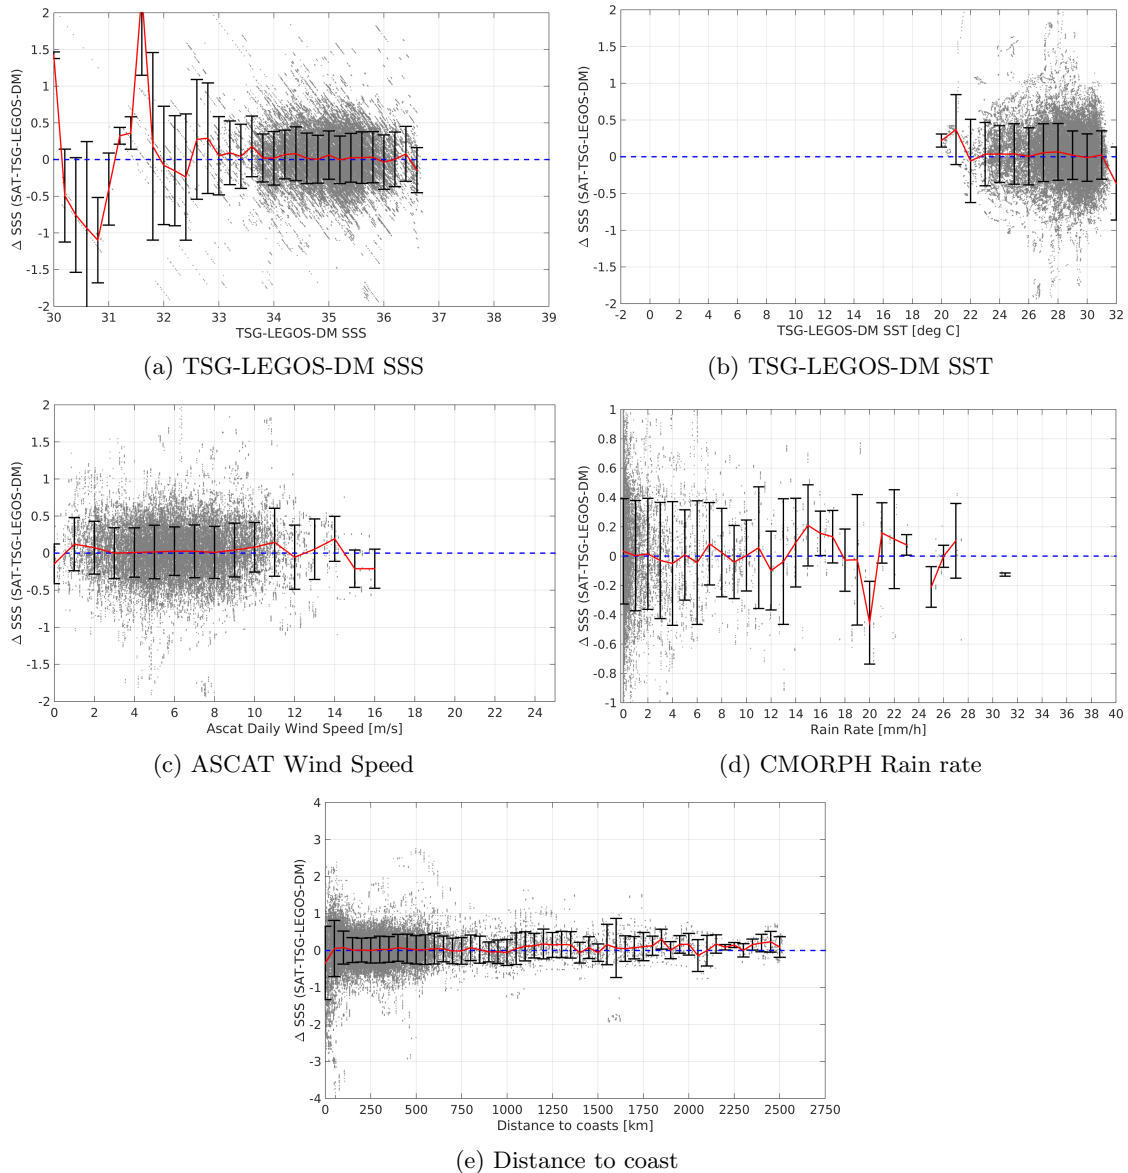 2
1.5
1
0.5
0
-0.5
-1
-1.5
-2
Δ SSS (SAT-TSG-LEGOS-DM)
30 31 32 33 34 35 36 37 38 39
TSG-LEGOS-DM SSS
(a) TSG-LEGOS-DM SSS
2
1.5
1
0.5
0
-0.5
-1
-1.5
-2
Δ SSS (SAT-TSG-LEGOS-DM)
-2 0 2 4 6 8 10 12 14 16 18 20 22 24 26 28 30 32
TSG-LEGOS-DM SST [deg C]
(b) TSG-LEGOS-DM SST
2
1.5
1
0.5
0
-0.5
-1
-1.5
-2
Δ SSS (SAT-TSG-LEGOS-DM)
0 2 4 6 8 10 12 14 16 18 20 22 24
Ascat Daily Wind Speed [m/s]
(c) ASCAT Wind Speed
1
0.8
0.6
0.4
0.2
0
-0.2
-0.4
-0.6
-0.8
-1
Δ SSS (SAT-TSG-LEGOS-DM)
0 2 4 6 8 10 12 14 16 18 20 22 24 26 28 30 32 34 36 38 40
Rain Rate [mm/h]
(d) CMORPH Rain rate
4
3
2
1
0
-1
-2
-3
-4
Δ SSS (SAT-TSG-LEGOS-DM)
0 250 500 750 1000 1250 1500 1750 2000 2250 2500 2750
Distance to coasts [km]
(e) Distance to coast